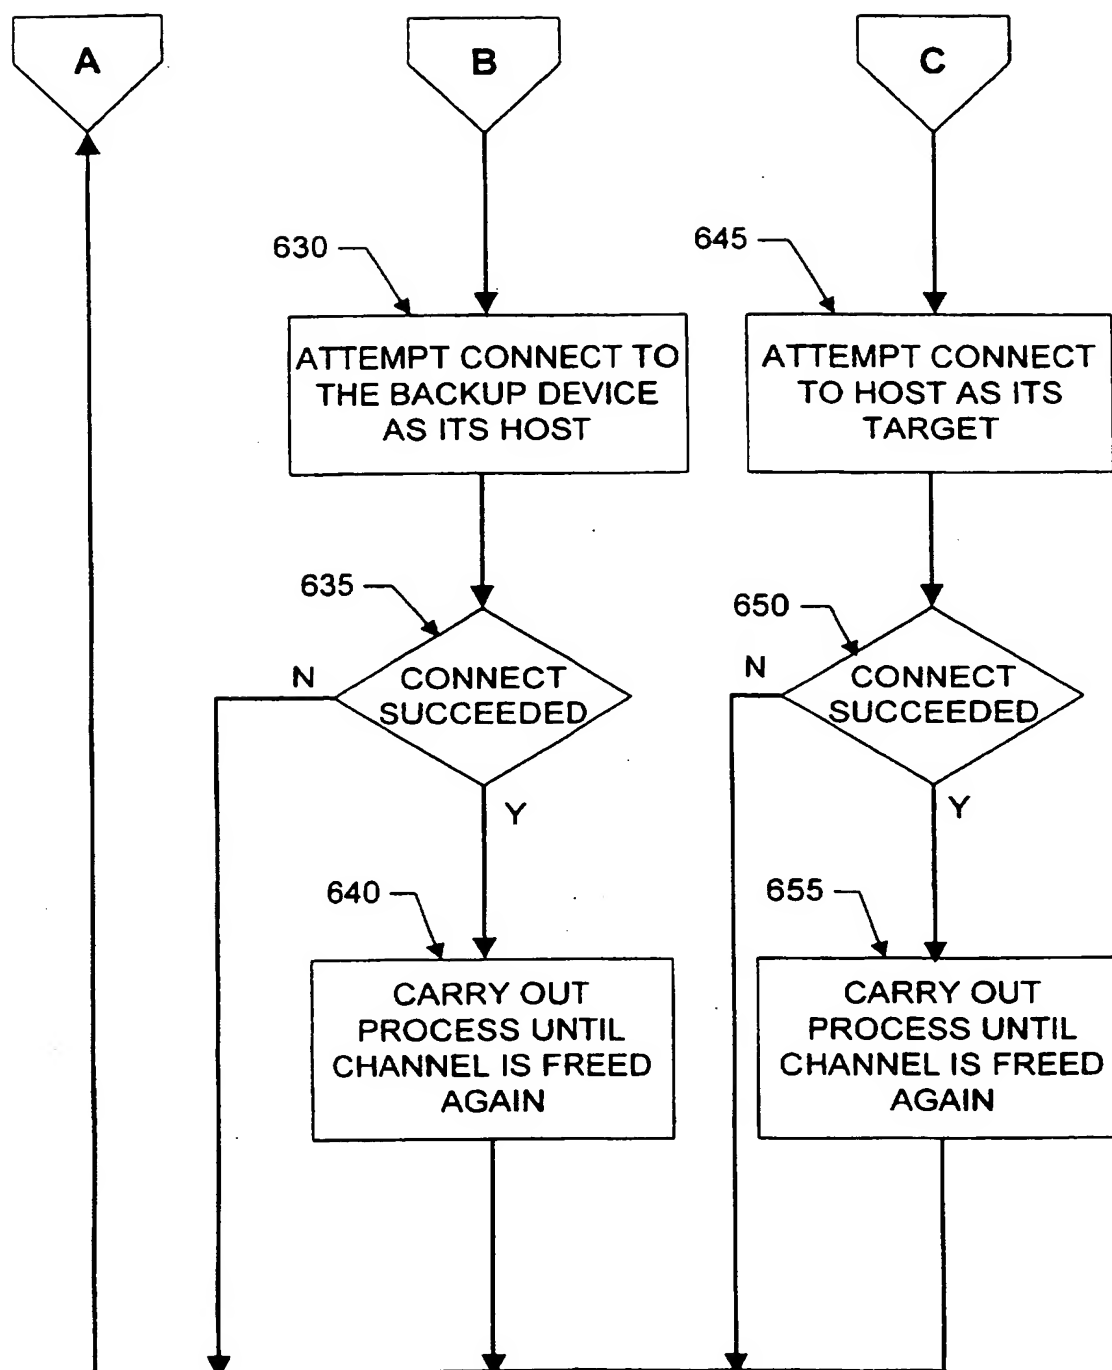 A
B
C
630
645
ATTEMPT CONNECT TO
THE BACKUP DEVICE
AS ITS HOST
ATTEMPT CONNECT
TO HOST AS ITS
TARGET
635
650
N
CONNECT
SUCCEEDED
N
CONNECT
SUCCEEDED
Y
Y
640
655
CARRY OUT
PROCESS UNTIL
CHANNEL IS FREED
AGAIN
CARRY OUT
PROCESS UNTIL
CHANNEL IS FREED
AGAIN